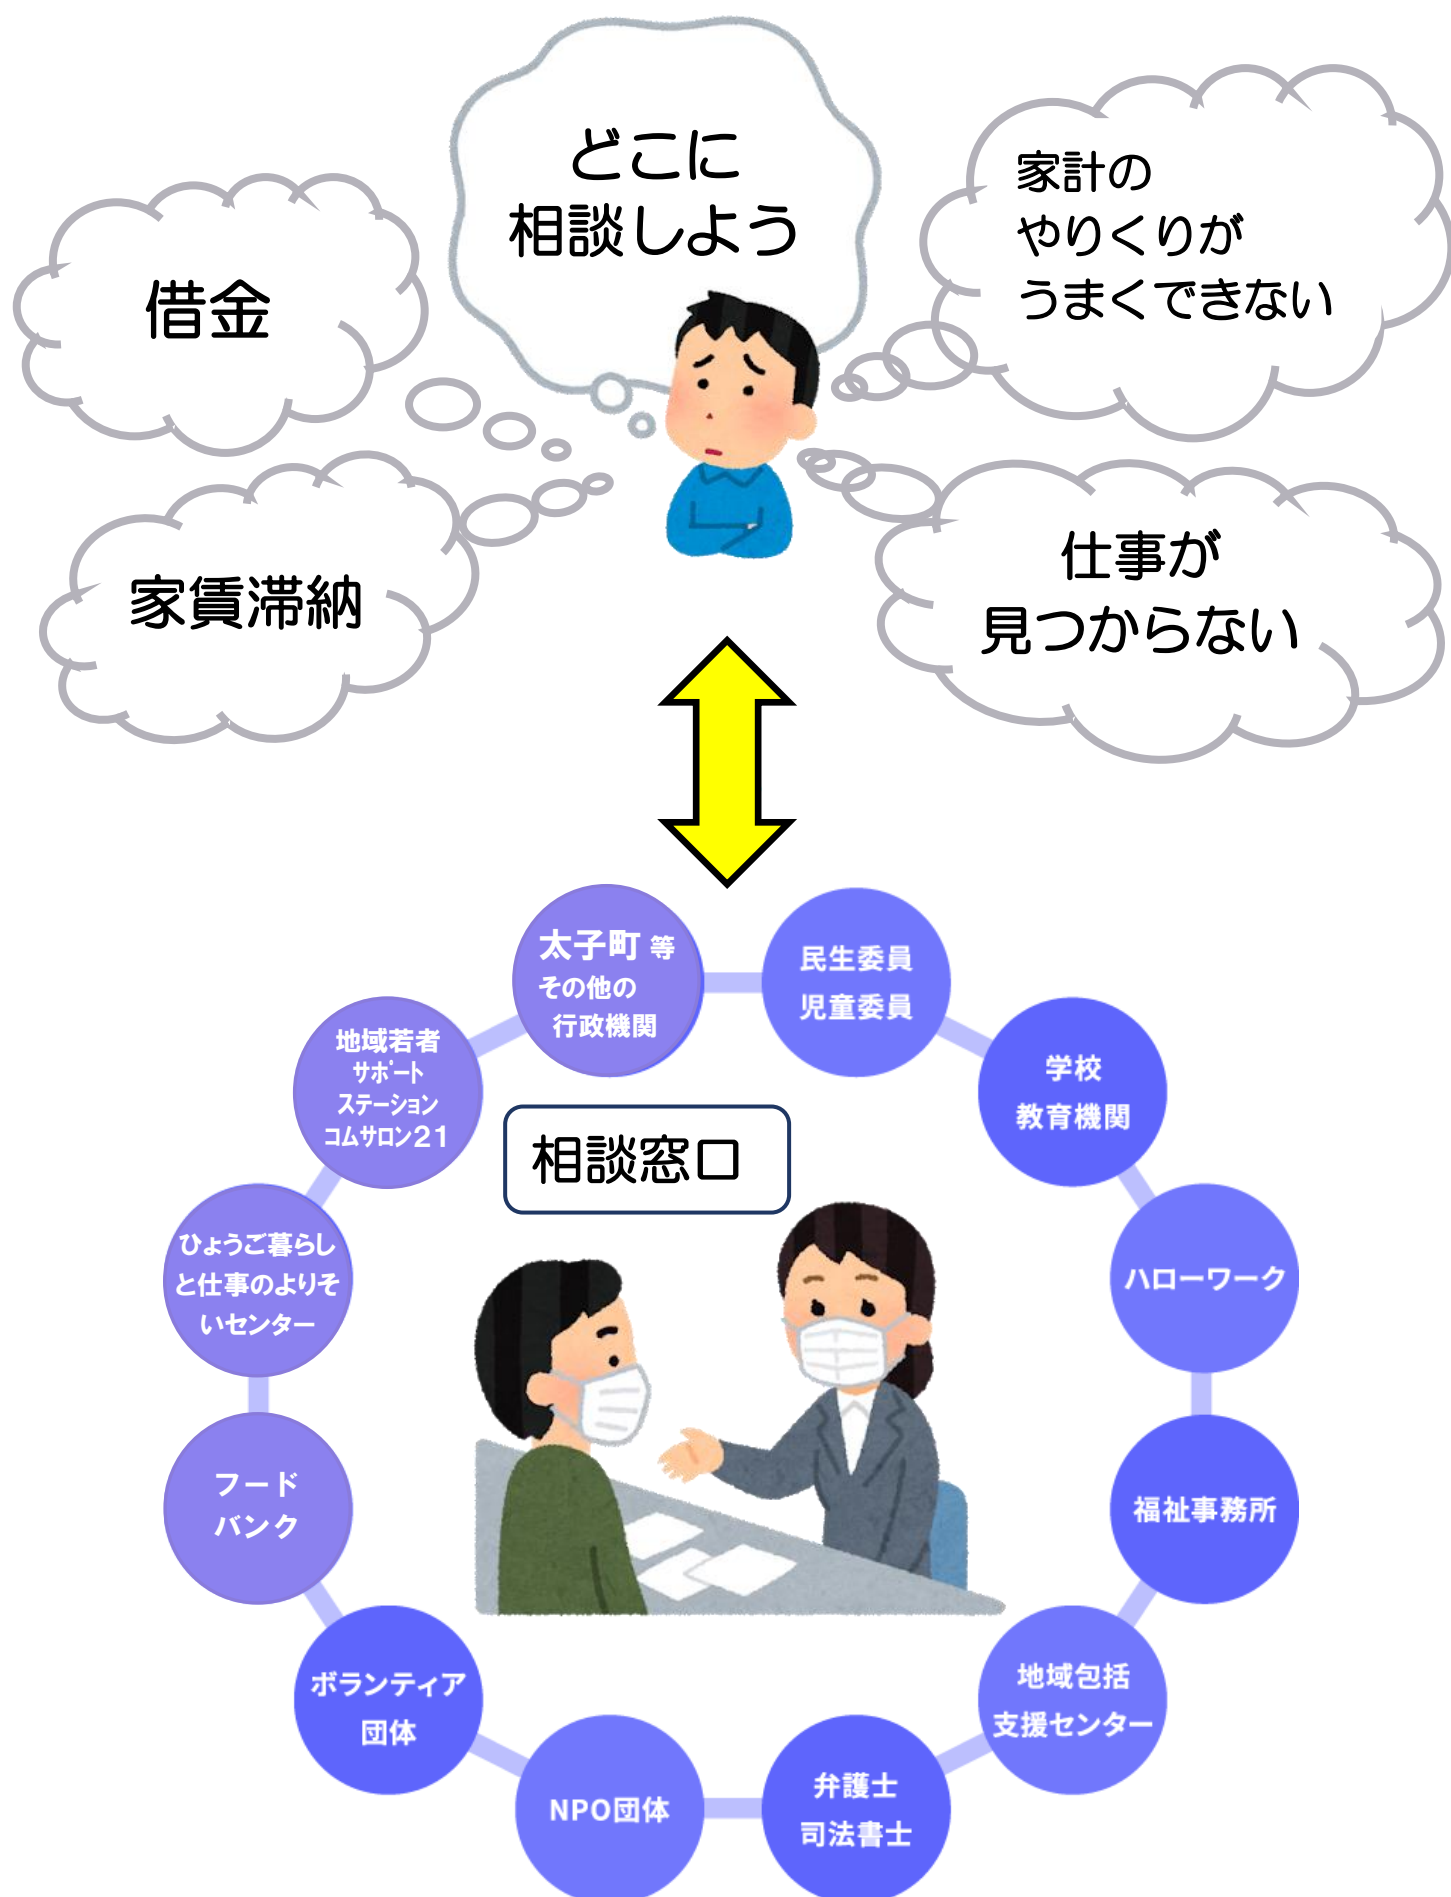 どこに
相談しよう
家計の
やりくりが
うまくできない
借金
家賃滞納
仕事が
見つからない
太子町 等
その他の
行政機関
民生委員
児童委員
地域若者
サポート
ステーション
コムサロン21
学校
教育機関
相談窓口
ひょうご暮らし
と仕事のよりそ
いセンター
ハローワーク
フード
バンク
福祉事務所
ボランティア
団体
地域包括
支援センター
NPO団体
弁護士
司法書士